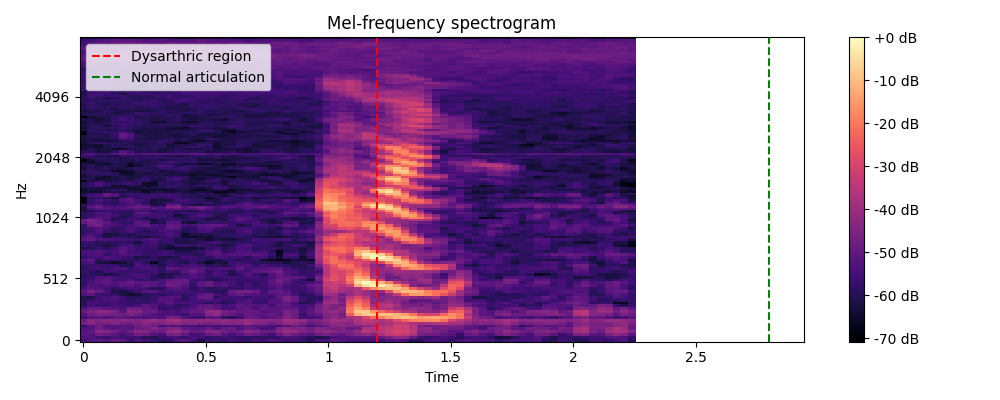 Mel-frequency spectrogram
Dysarthric region
Normal articulation
Hz
4096
2048
1024
512
0
0 0.5 1 1.5 2 2.5
Time
+0 dB
-10 dB
-20 dB
-30 dB
-40 dB
-50 dB
-60 dB
-70 dB